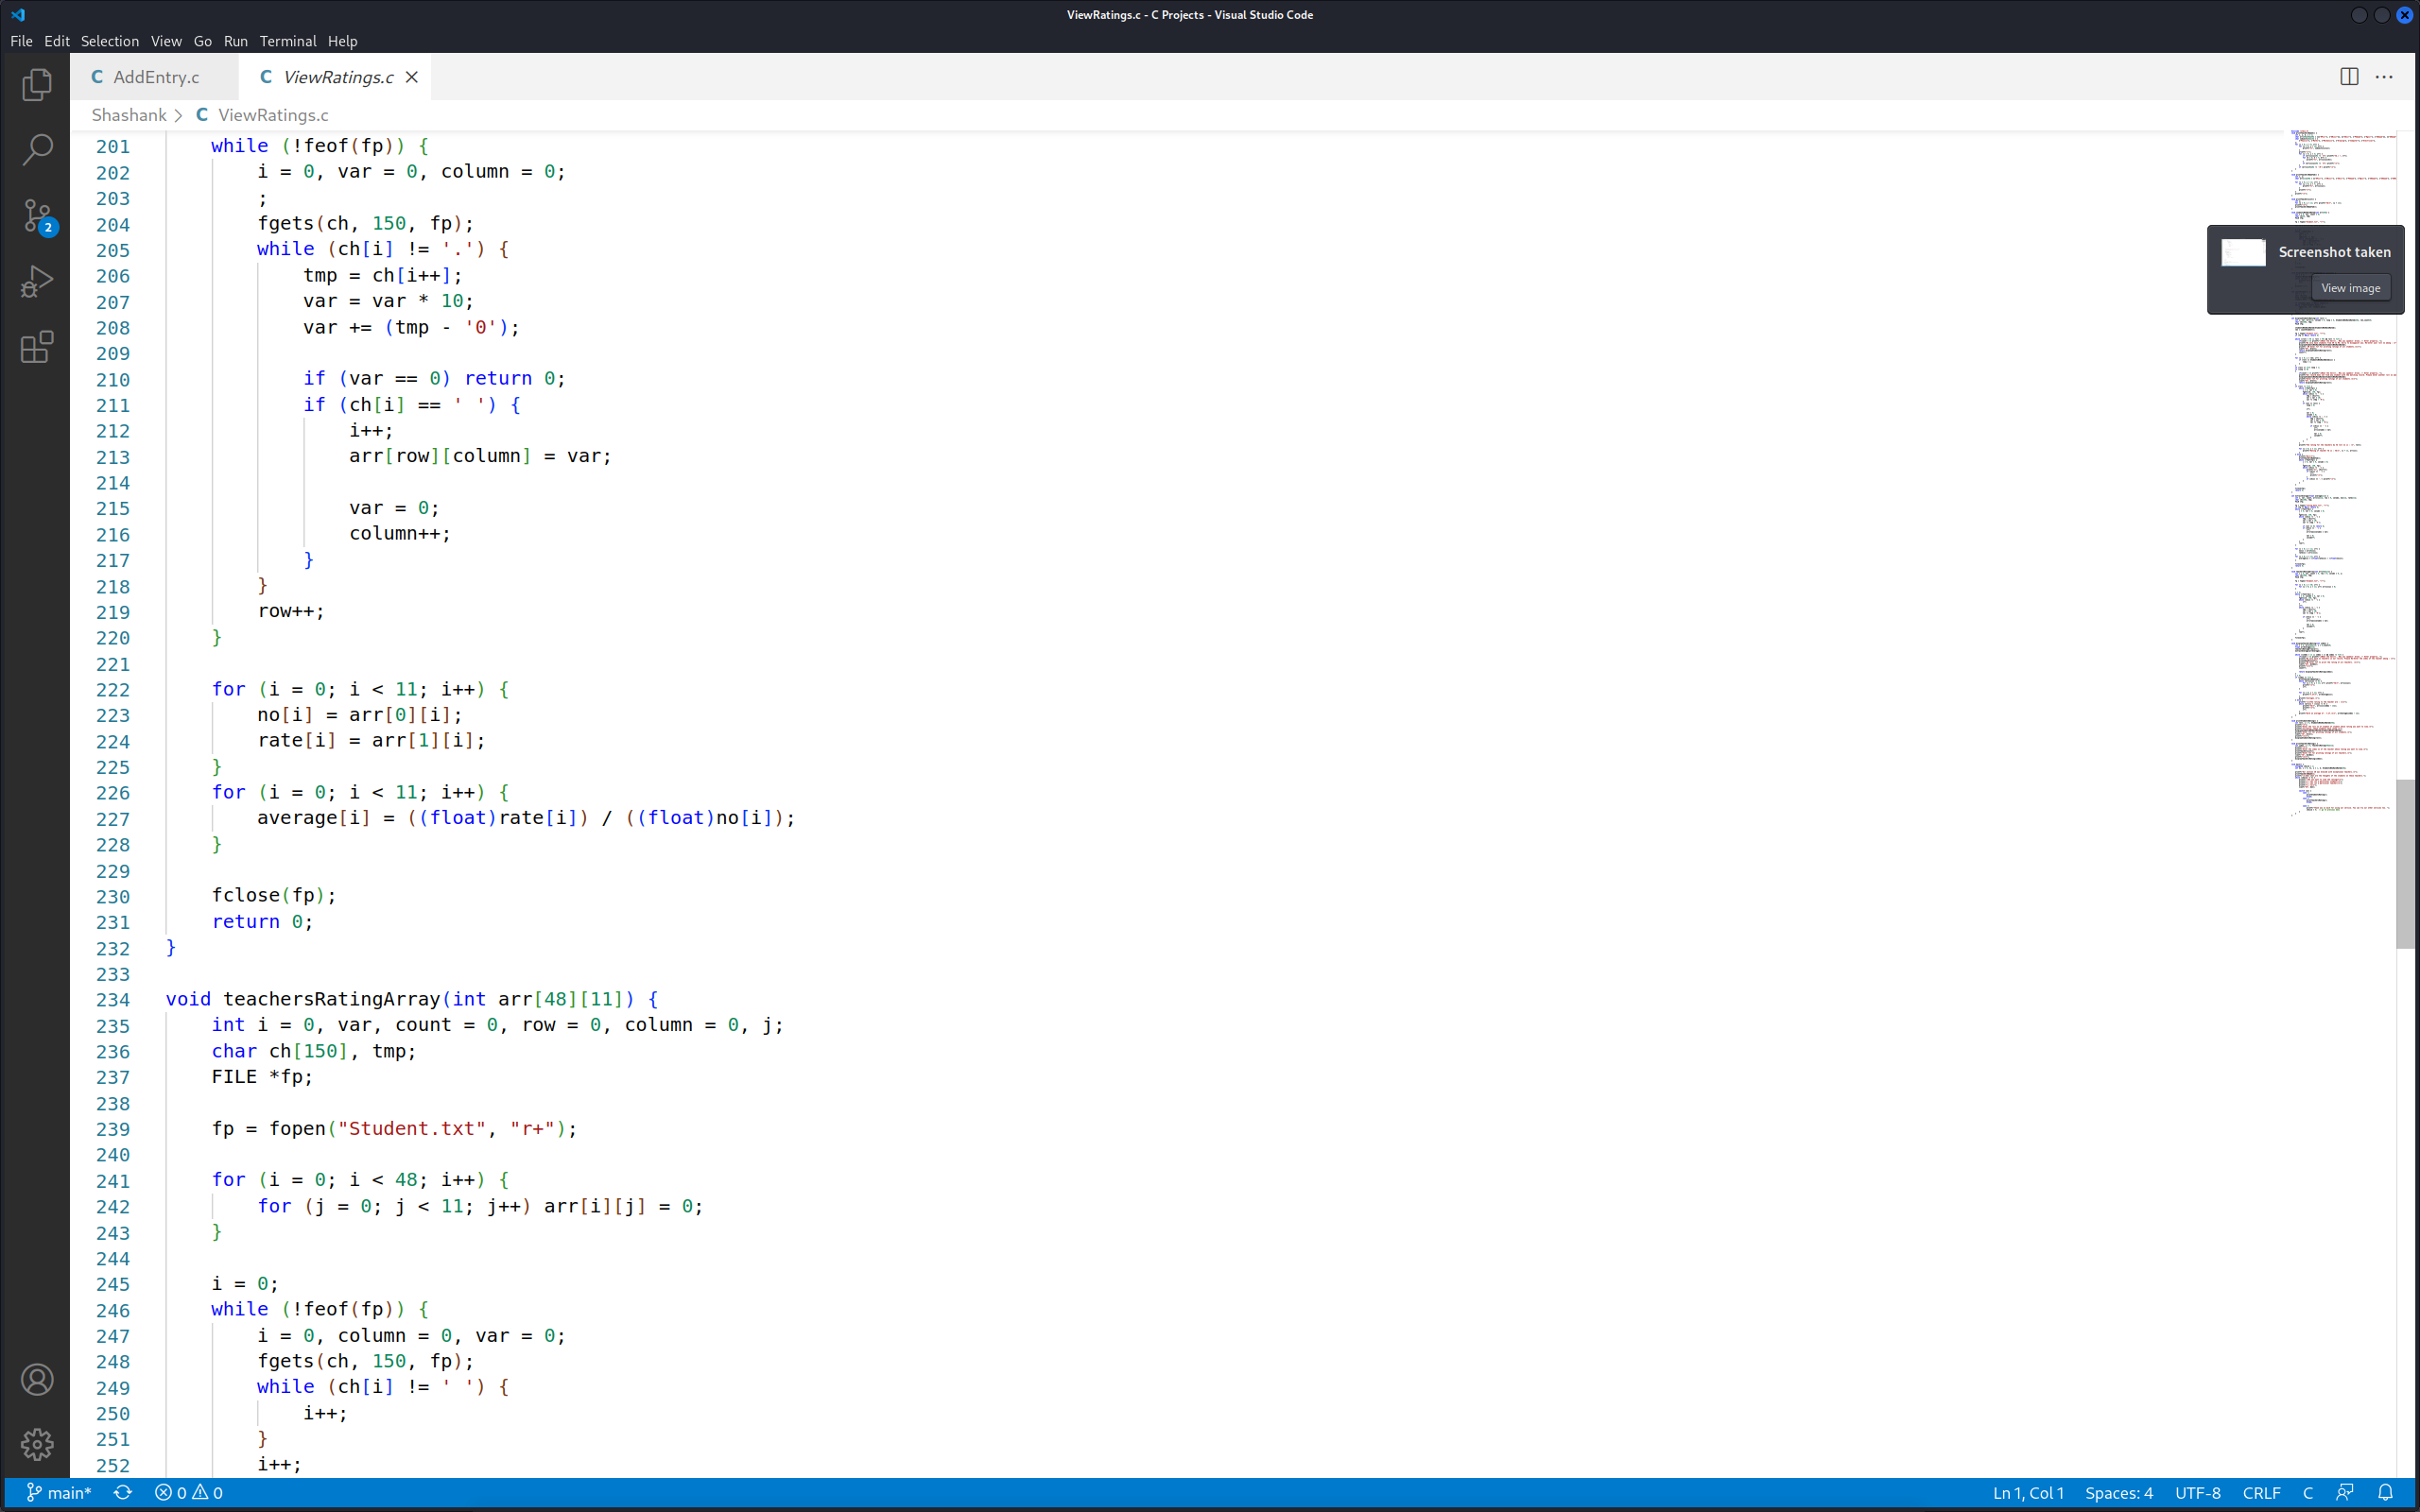 ViewRatings.c - C Projects - Visual Studio Code
File Edit Selection View Go Run Terminal Help
C AddEntry.c C ViewRatings.c
Shashank > C ViewRatings.c
201 while (!feof(fp)) {
202 i = 0, var = 0, column = 0;
203 ;
204 fgets(ch, 150, fp);
205 while (ch[i] != '.') {
206 tmp = ch[i++];
207 var = var * 10;
208 var += (tmp - '0');
209
210 if (var == 0) return 0;
211 if (ch[i] == ' ') {
212 i++;
213 arr[row][column] = var;
214
215 var = 0;
216 column++;
217 }
218 }
219 row++;
220 }
221
222 for (i = 0; i < 11; i++) {
223 no[i] = arr[0][i];
224 rate[i] = arr[1][i];
225 }
226 for (i = 0; i < 11; i++) {
227 average[i] = ((float)rate[i]) / ((float)no[i]);
228 }
229
230 fclose(fp);
231 return 0;
232 }
233
234 void teachersRatingArray(int arr[48][11]) {
235 int i = 0, var, count = 0, row = 0, column = 0, j;
236 char ch[150], tmp;
237 FILE *fp;
238
239 fp = fopen("Student.txt", "r+");
240
241 for (i = 0; i < 48; i++) {
242 for (j = 0; j < 11; j++) arr[i][j] = 0;
243 }
244
245 i = 0;
246 while (!feof(fp)) {
247 i = 0, column = 0, var = 0;
248 fgets(ch, 150, fp);
249 while (ch[i] != ' ') {
250 i++;
251 }
252 i++;
Screenshot taken
View image
2
main* 0 0 Ln 1, Col 1 Spaces: 4 UTF-8 CRLF C